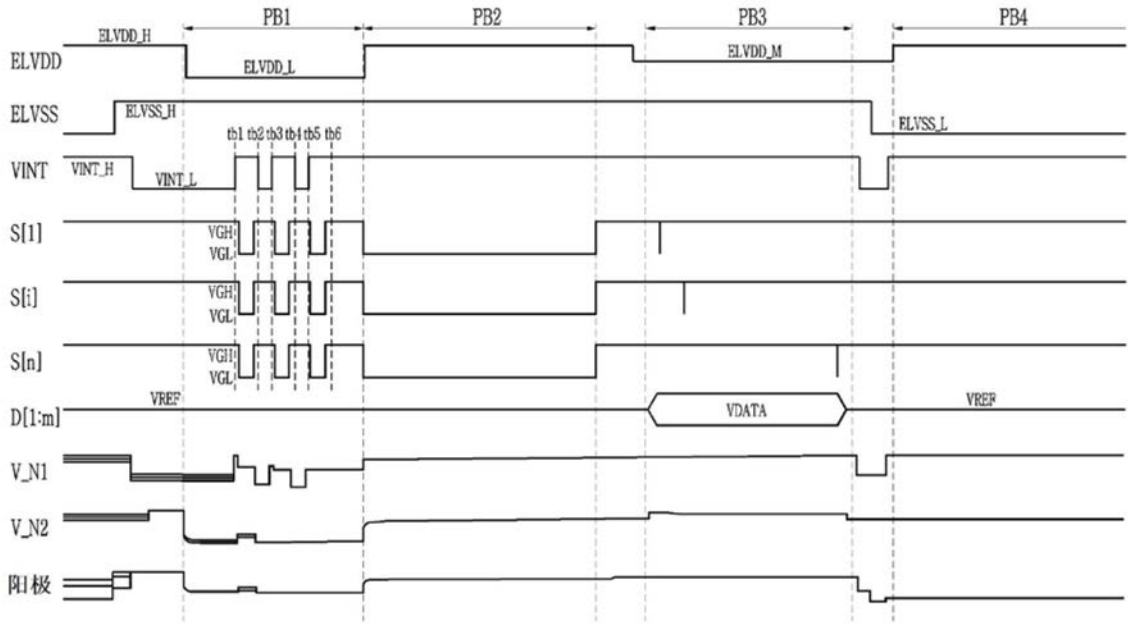 PB1 PB2 PB3 PB4
ELVDD ELVDD_H ELVDD_L ELVDD_M
ELVSS ELVSS_H ELVSS_L
tb1 tb2 tb3 tb4 tb5 tb6
VINT VINT_H VINT_L
S[1] VGH
VGL
S[i] VGH
VGL
S[n] VGH
VGL
D[1:m] VREF VDATA VREF
V_N1
V_N2
阳极